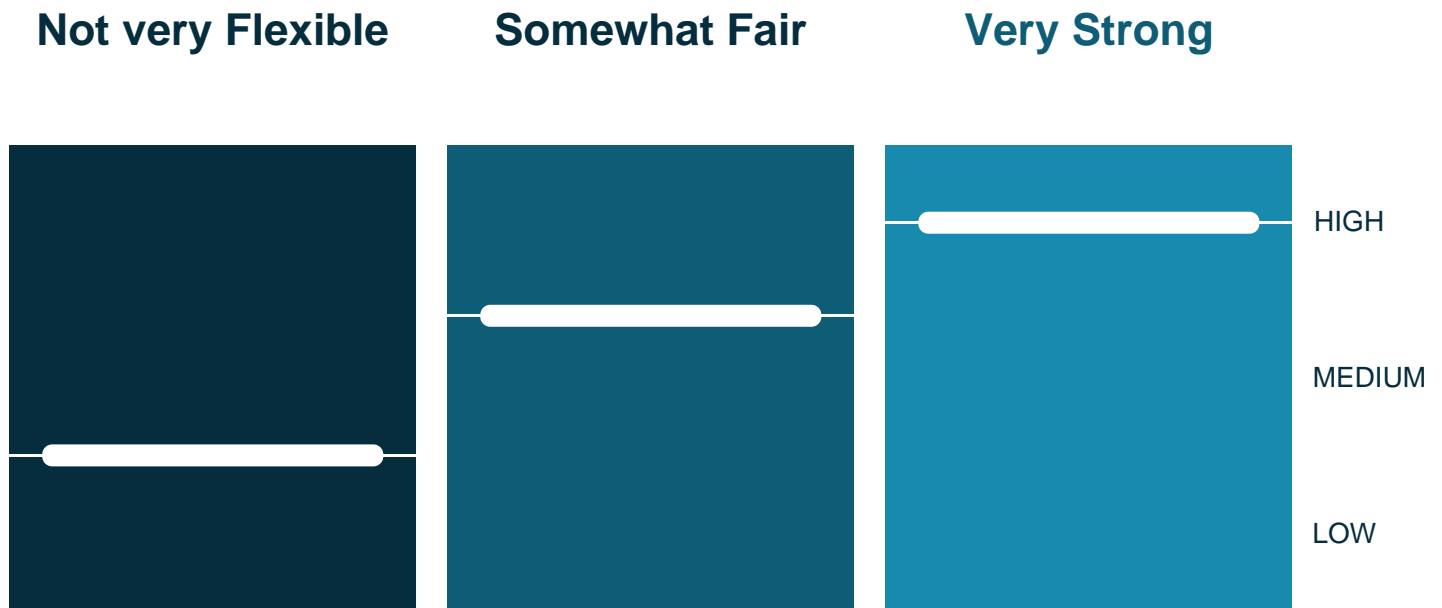 Not very Flexible
Somewhat Fair
Very Strong
HIGH
MEDIUM
LOW